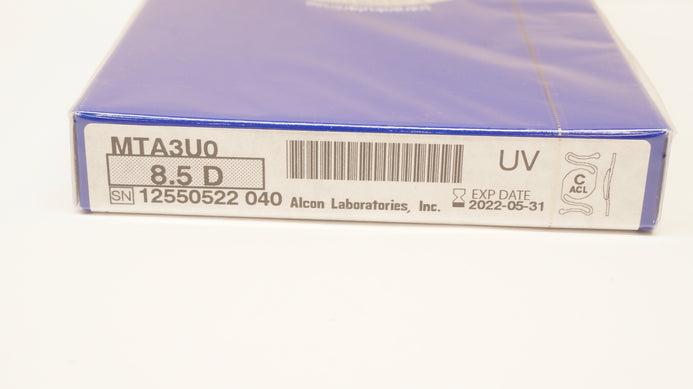 MTA3U0
8.5 D
SN 12550522 040
Alcon Laboratories, Inc.
UV
EXP DATE
2022-05-31
C
ACL